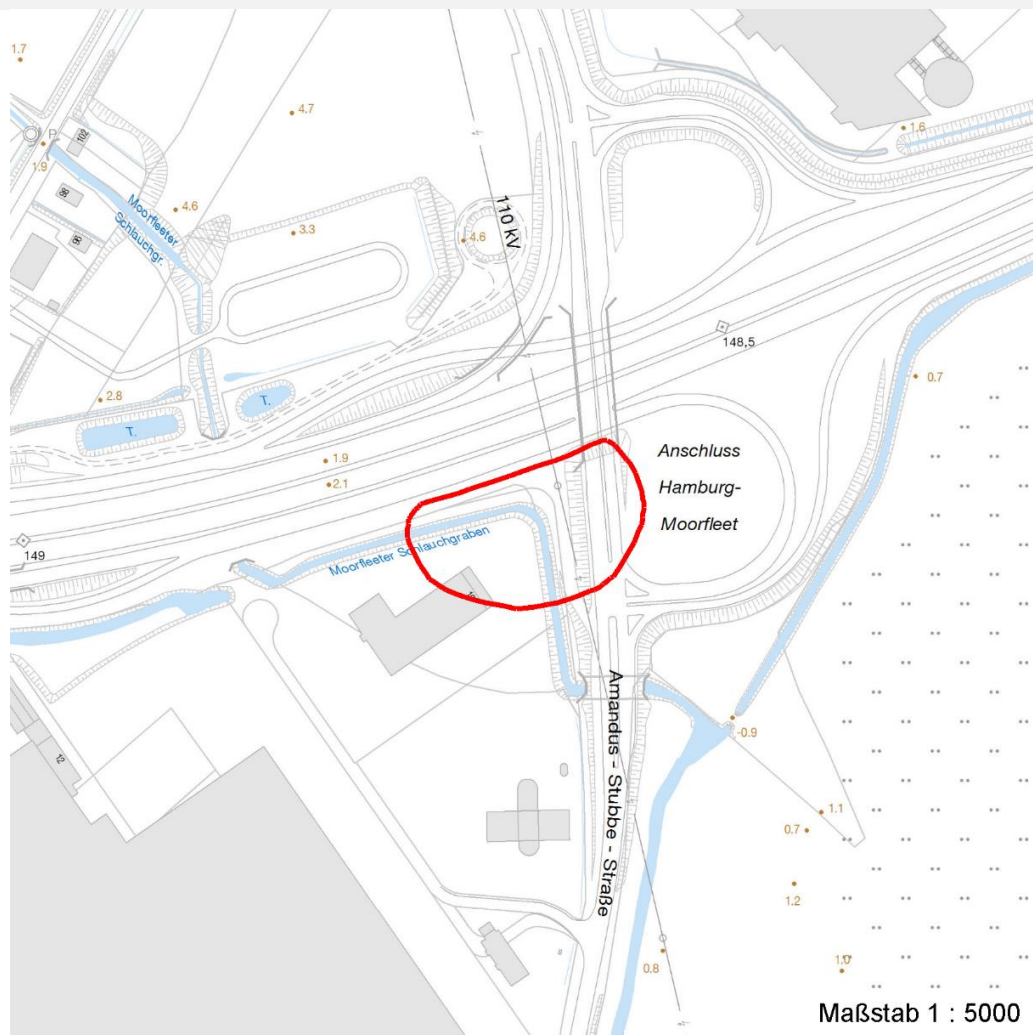 1.7
4.7
1.6
P
102
1.9
98
4.6
Moorfleeter
Schlauchgr.
96
3.3
4.6
110 kV
148,5
0.7
2.8
T.
T.
1.9
2.1
Anschluss
Hamburg-
Moorfleet
149
Moorfleeter Schlauchgraben
Amandus - Stubbe - Straße
-0.9
12
1.1
0.7
1.2
0.8
1.0
Maßstab 1 : 5000